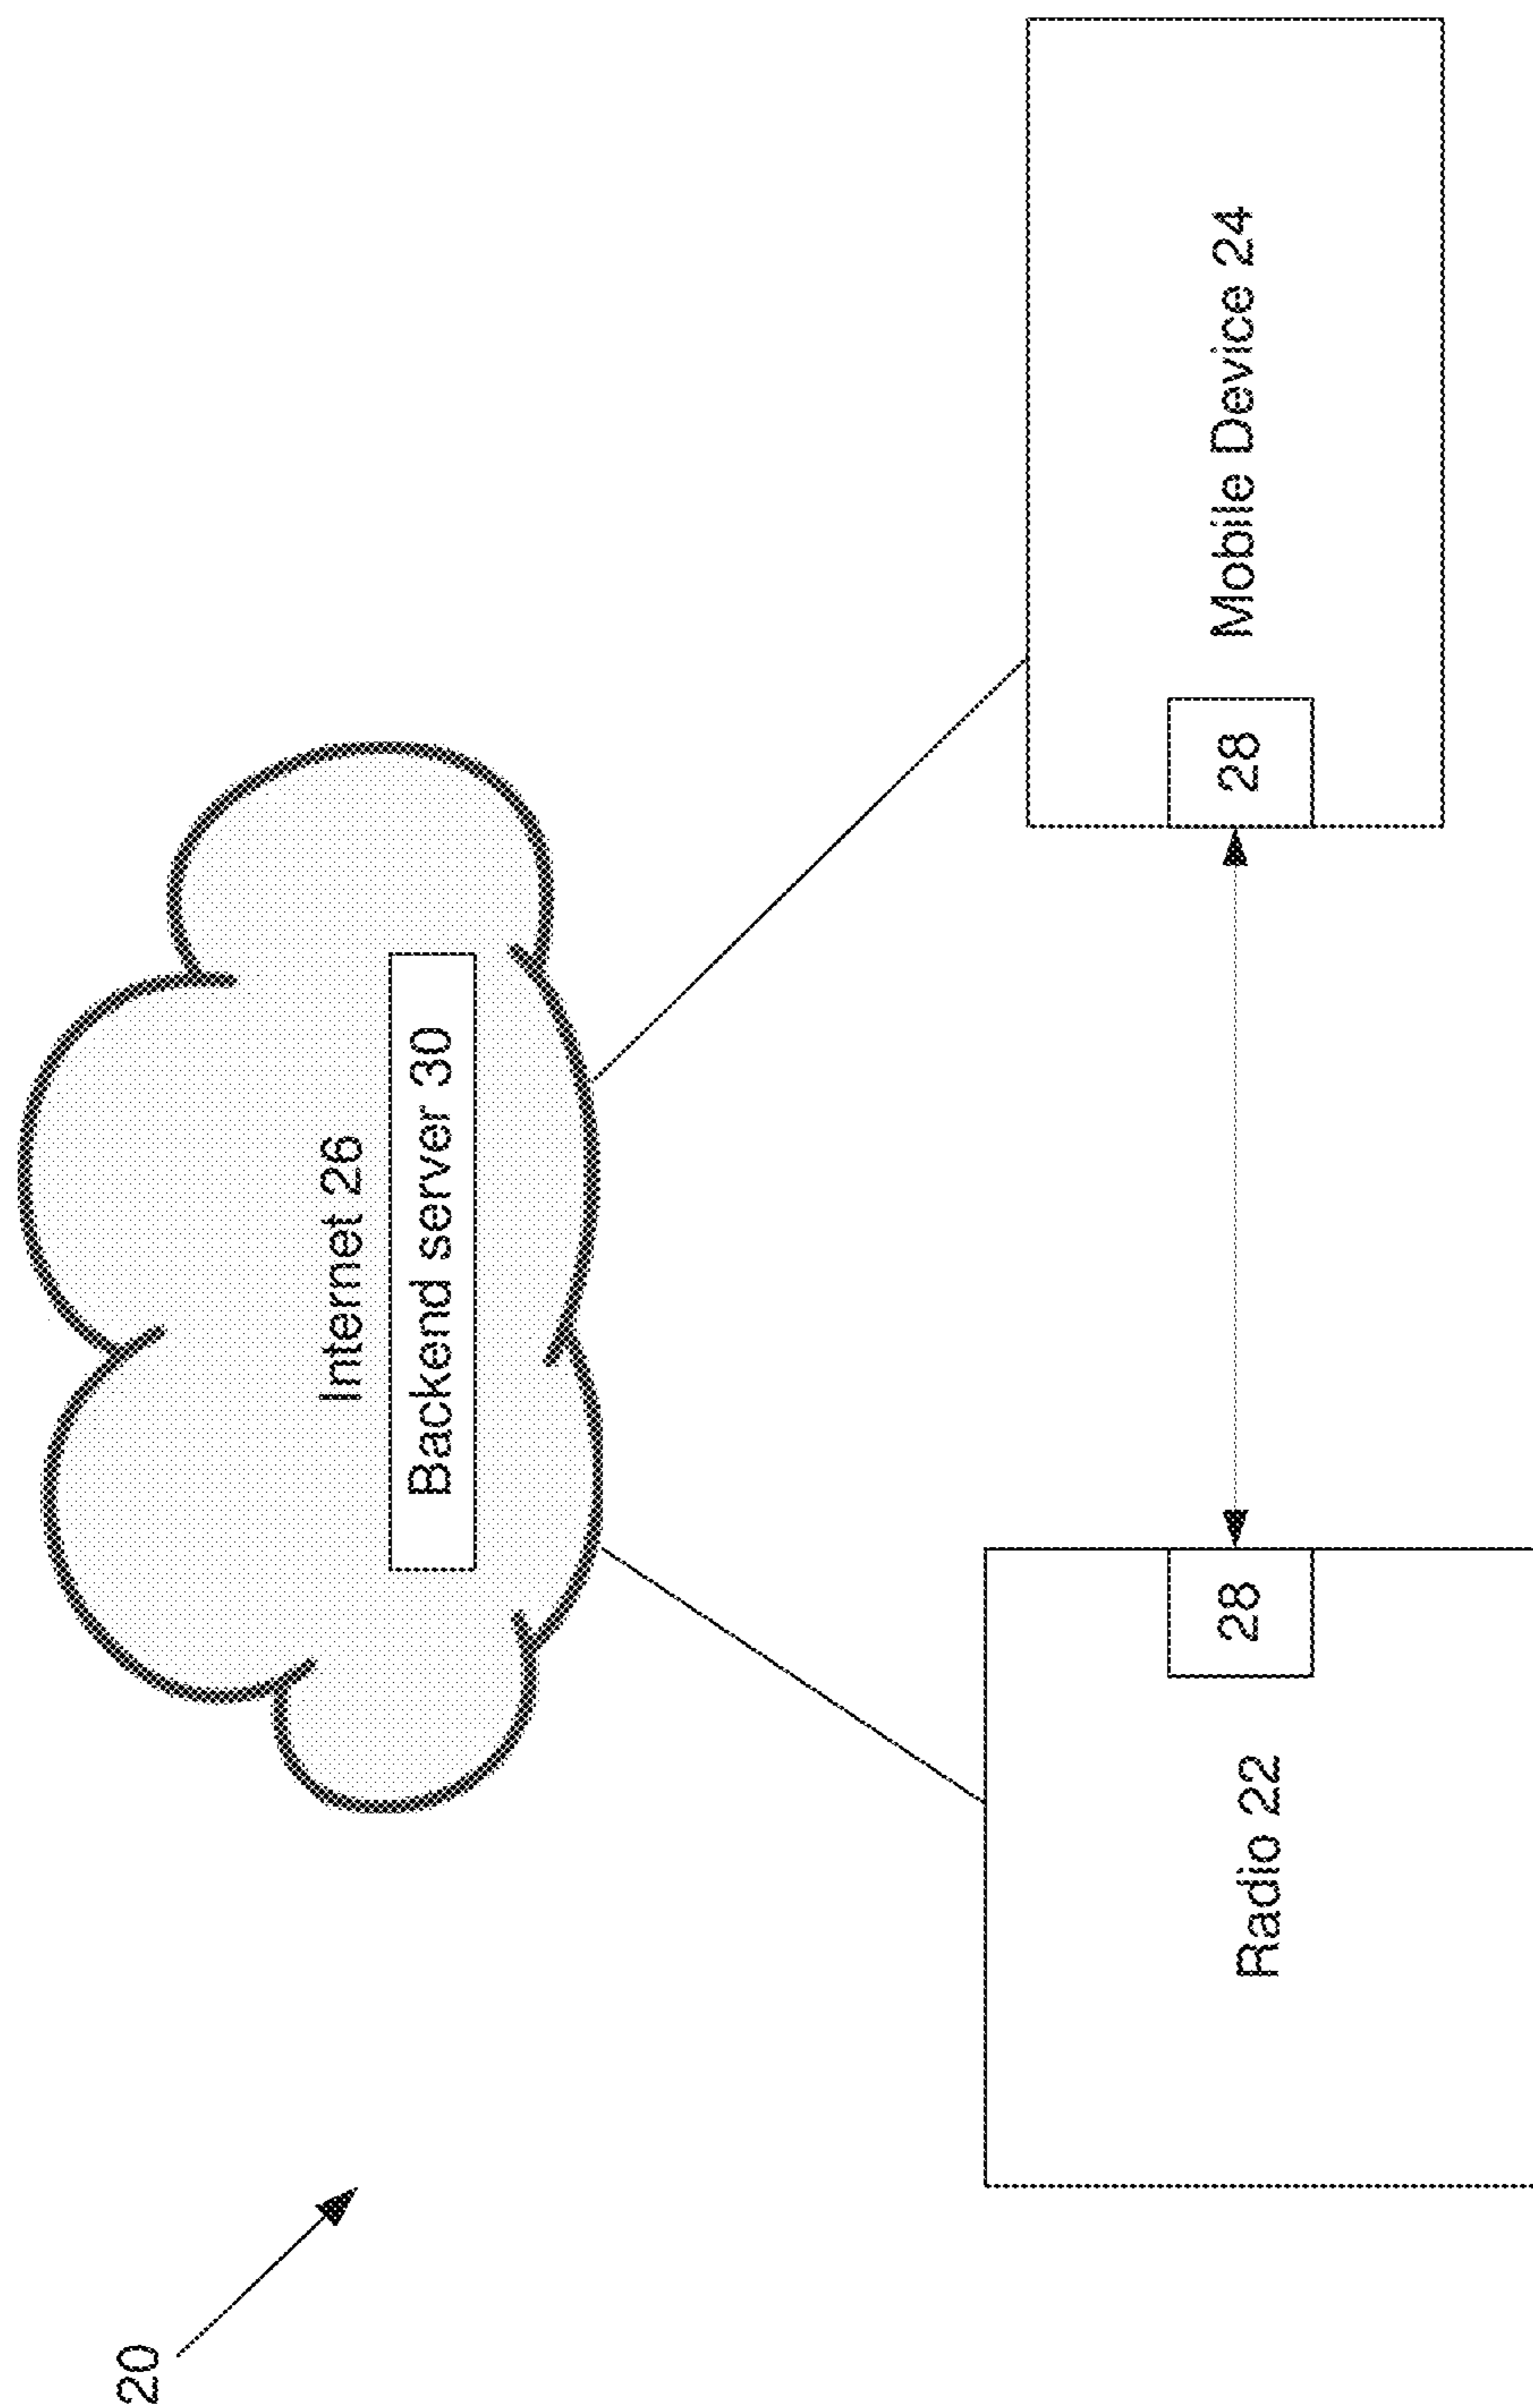 20
Internet 26
Backend server 30
Radio 22
28
28
Mobile Device 24